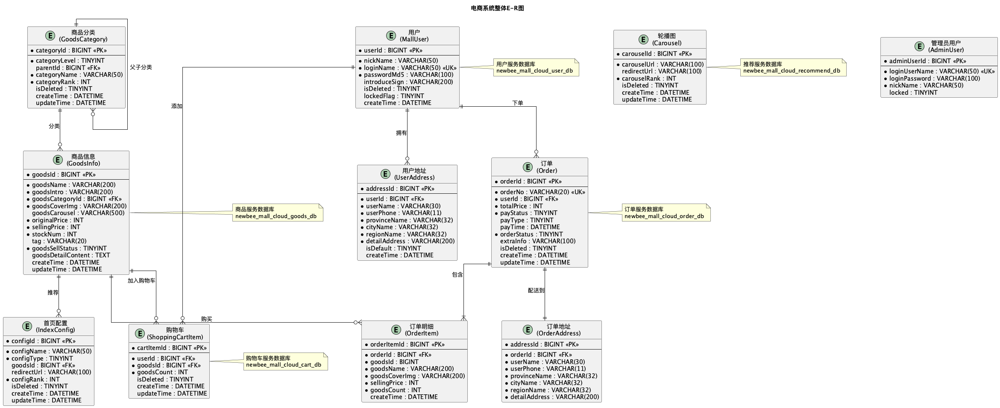 电商系统整体E-R图
E
商品分类
(GoodsCategory)
categoryId : BIGINT «PK»
categoryLevel : TINYINT
parentId : BIGINT «FK»
categoryName : VARCHAR(50)
categoryRank : INT
isDeleted : TINYINT
createTime : DATETIME
updateTime : DATETIME
父子分类
E
用户
(MallUser)
userId : BIGINT «PK»
nickName : VARCHAR(50)
loginName : VARCHAR(50) «UK»
passwordMd5 : VARCHAR(100)
introduceSign : VARCHAR(200)
isDeleted : TINYINT
lockedFlag : TINYINT
createTime : DATETIME
用户服务数据库
newbee_mall_cloud_user_db
E
轮播图
(Carousel)
carouselId : BIGINT «PK»
carouselUrl : VARCHAR(100)
redirectUrl : VARCHAR(100)
carouselRank : INT
isDeleted : TINYINT
createTime : DATETIME
updateTime : DATETIME
推荐服务数据库
newbee_mall_cloud_recommend_db
E
管理员用户
(AdminUser)
adminUserId : BIGINT «PK»
loginUserName : VARCHAR(50) «UK»
loginPassword : VARCHAR(100)
nickName : VARCHAR(50)
locked : TINYINT
添加
下单
分类
拥有
E
商品信息
(GoodsInfo)
goodsId : BIGINT «PK»
goodsName : VARCHAR(200)
goodsIntro : VARCHAR(200)
goodsCategoryId : BIGINT «FK»
goodsCoverImg : VARCHAR(200)
goodsCarousel : VARCHAR(500)
originalPrice : INT
sellingPrice : INT
stockNum : INT
tag : VARCHAR(20)
goodsSellStatus : TINYINT
goodsDetailContent : TEXT
createTime : DATETIME
updateTime : DATETIME
商品服务数据库
newbee_mall_cloud_goods_db
E
用户地址
(UserAddress)
addressId : BIGINT «PK»
userId : BIGINT «FK»
userName : VARCHAR(30)
userPhone : VARCHAR(11)
provinceName : VARCHAR(32)
cityName : VARCHAR(32)
regionName : VARCHAR(32)
detailAddress : VARCHAR(200)
isDefault : TINYINT
createTime : DATETIME
E
订单
(Order)
orderId : BIGINT «PK»
orderNo : VARCHAR(20) «UK»
userId : BIGINT «FK»
totalPrice : INT
payStatus : TINYINT
payType : TINYINT
payTime : DATETIME
orderStatus : TINYINT
extraInfo : VARCHAR(100)
isDeleted : TINYINT
createTime : DATETIME
updateTime : DATETIME
订单服务数据库
newbee_mall_cloud_order_db
加入购物车
包含
推荐
配送到
购买
E
首页配置
(IndexConfig)
configId : BIGINT «PK»
configName : VARCHAR(50)
configType : TINYINT
goodsId : BIGINT «FK»
redirectUrl : VARCHAR(100)
configRank : INT
isDeleted : TINYINT
createTime : DATETIME
updateTime : DATETIME
E
购物车
(ShoppingCartItem)
cartItemId : BIGINT «PK»
userId : BIGINT «FK»
goodsId : BIGINT «FK»
goodsCount : INT
isDeleted : TINYINT
createTime : DATETIME
updateTime : DATETIME
购物车服务数据库
newbee_mall_cloud_cart_db
E
订单明细
(OrderItem)
orderItemId : BIGINT «PK»
orderId : BIGINT «FK»
goodsId : BIGINT
goodsName : VARCHAR(200)
goodsCoverImg : VARCHAR(200)
sellingPrice : INT
goodsCount : INT
createTime : DATETIME
E
订单地址
(OrderAddress)
addressId : BIGINT «PK»
orderId : BIGINT «FK»
userName : VARCHAR(30)
userPhone : VARCHAR(11)
provinceName : VARCHAR(32)
cityName : VARCHAR(32)
regionName : VARCHAR(32)
detailAddress : VARCHAR(200)